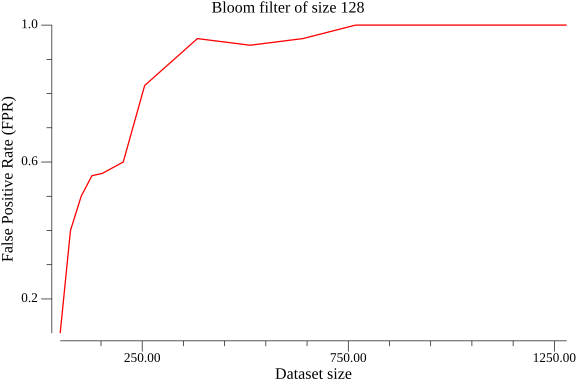 Bloom filter of size 128
False Positive Rate (FPR)
1.0
0.6
0.2
250.00 750.00 1250.00
Dataset size